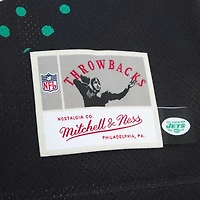 THROWBACKS
NFL
NOSTALGIA CO.
Mitchell & Ness
PHILADELPHIA, PA.
JETS